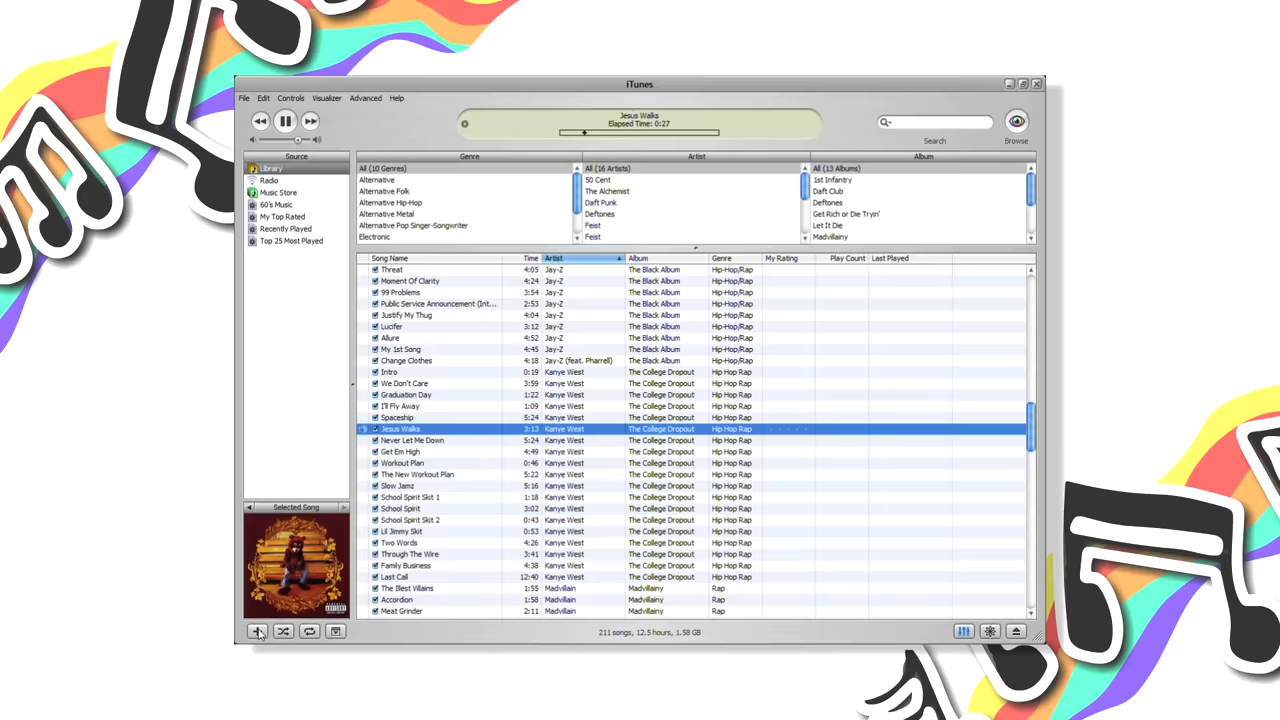 iTunes
File Edit Controls Visualizer Advanced Help
Jesus Walks
Elapsed Time: 0:27
Search
Browse
Source
Library
Radio
Music Store
60's Music
My Top Rated
Recently Played
Top 25 Most Played
Genre Artist Album
All (10 Genres) All (16 Artists) All (13 Albums)
Alternative 50 Cent 1st Infantry
Alternative Folk The Alchemist Daft Club
Alternative Hip-Hop Daft Punk Deftones
Alternative Metal Deftones Get Rich or Die Tryin'
Alternative Pop Singer-Songwriter Feist Let It Die
Electronic Feist Madvillainy
Song Name Time Artist Album Genre My Rating Play Count Last Played
Threat 4:05 Jay-Z The Black Album Hip-Hop/Rap
Moment Of Clarity 4:24 Jay-Z The Black Album Hip-Hop/Rap
99 Problems 3:54 Jay-Z The Black Album Hip-Hop/Rap
Public Service Announcement (Int... 2:53 Jay-Z The Black Album Hip-Hop/Rap
Justify My Thug 4:04 Jay-Z The Black Album Hip-Hop/Rap
Lucifer 3:12 Jay-Z The Black Album Hip-Hop/Rap
Allure 4:52 Jay-Z The Black Album Hip-Hop/Rap
My 1st Song 4:45 Jay-Z The Black Album Hip-Hop/Rap
Change Clothes 4:18 Jay-Z (feat. Pharrell) The Black Album Hip-Hop/Rap
Intro 0:19 Kanye West The College Dropout Hip Hop Rap
We Don't Care 3:59 Kanye West The College Dropout Hip Hop Rap
Graduation Day 1:22 Kanye West The College Dropout Hip Hop Rap
I'll Fly Away 1:09 Kanye West The College Dropout Hip Hop Rap
Spaceship 5:24 Kanye West The College Dropout Hip Hop Rap
Jesus Walks 3:13 Kanye West The College Dropout Hip Hop Rap
Never Let Me Down 5:24 Kanye West The College Dropout Hip Hop Rap
Get Em High 4:49 Kanye West The College Dropout Hip Hop Rap
Workout Plan 0:46 Kanye West The College Dropout Hip Hop Rap
The New Workout Plan 5:22 Kanye West The College Dropout Hip Hop Rap
Slow Jamz 5:16 Kanye West The College Dropout Hip Hop Rap
School Spirit Skit 1 1:18 Kanye West The College Dropout Hip Hop Rap
School Spirit 3:02 Kanye West The College Dropout Hip Hop Rap
School Spirit Skit 2 0:43 Kanye West The College Dropout Hip Hop Rap
Lil Jimmy Skit 0:53 Kanye West The College Dropout Hip Hop Rap
Two Words 4:26 Kanye West The College Dropout Hip Hop Rap
Through The Wire 3:41 Kanye West The College Dropout Hip Hop Rap
Family Business 4:38 Kanye West The College Dropout Hip Hop Rap
Last Call 12:40 Kanye West The College Dropout Hip Hop Rap
The Illest Villains 1:55 Madvillain Madvillainy Rap
Accordion 1:58 Madvillain Madvillainy Rap
Meat Grinder 2:11 Madvillain Madvillainy Rap
Selected Song
211 songs, 12.5 hours, 1.58 GB